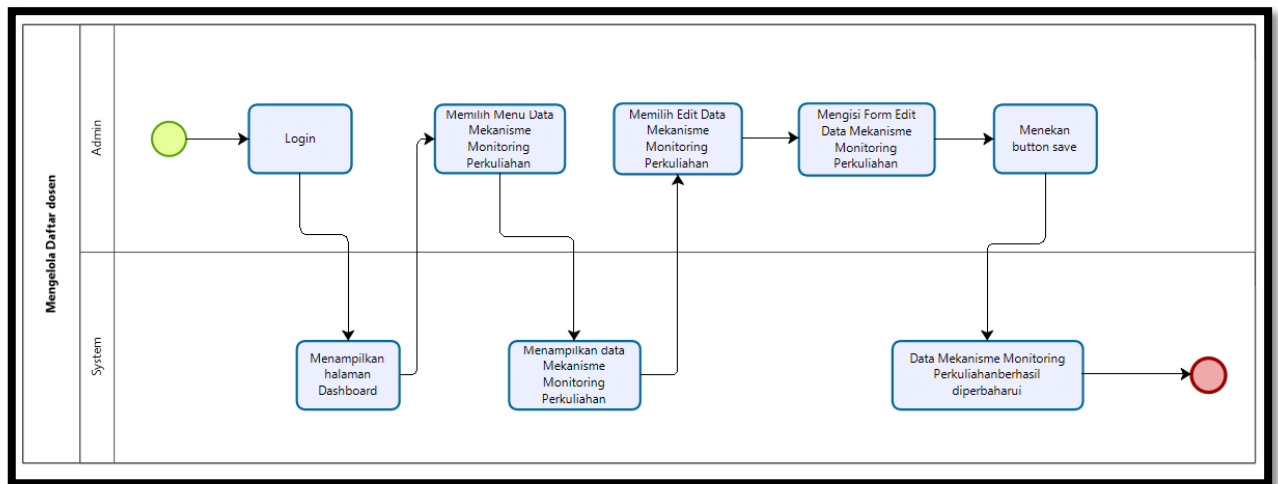 Mengelola Daftar dosen
Admin
Login
Memilih Menu Data
Mekanisme
Monitoring
Perkuliahan
Memilih Edit Data
Mekanisme
Monitoring
Perkuliahan
Mengisi Form Edit
Data Mekanisme
Monitoring
Perkuliahan
Menekan
button save
System
Menampilkan
halaman
Dashboard
Menampilkan data
Mekanisme
Monitoring
Perkuliahan
Data Mekanisme Monitoring
Perkuliahanberhasil
diperbaharui